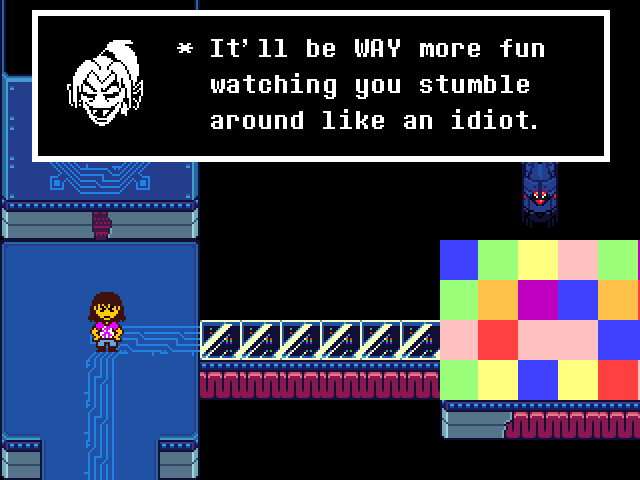 * It'll be WAY more fun
watching you stumble
around like an idiot.